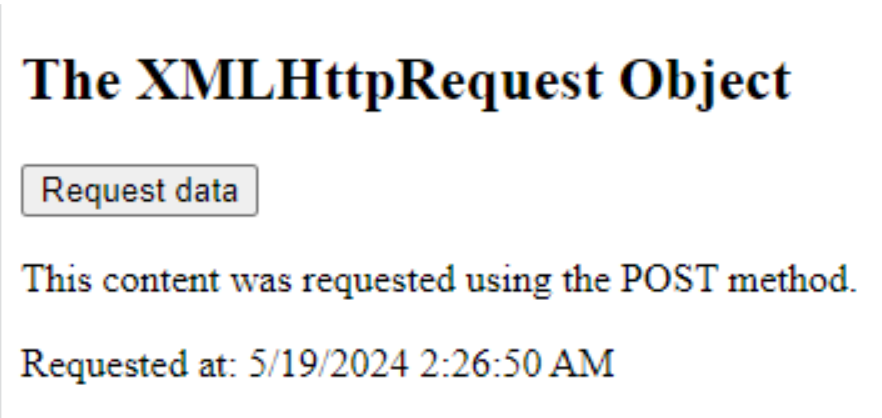 The XMLHttpRequest Object
Request data
This content was requested using the POST method.
Requested at: 5/19/2024 2:26:50 AM